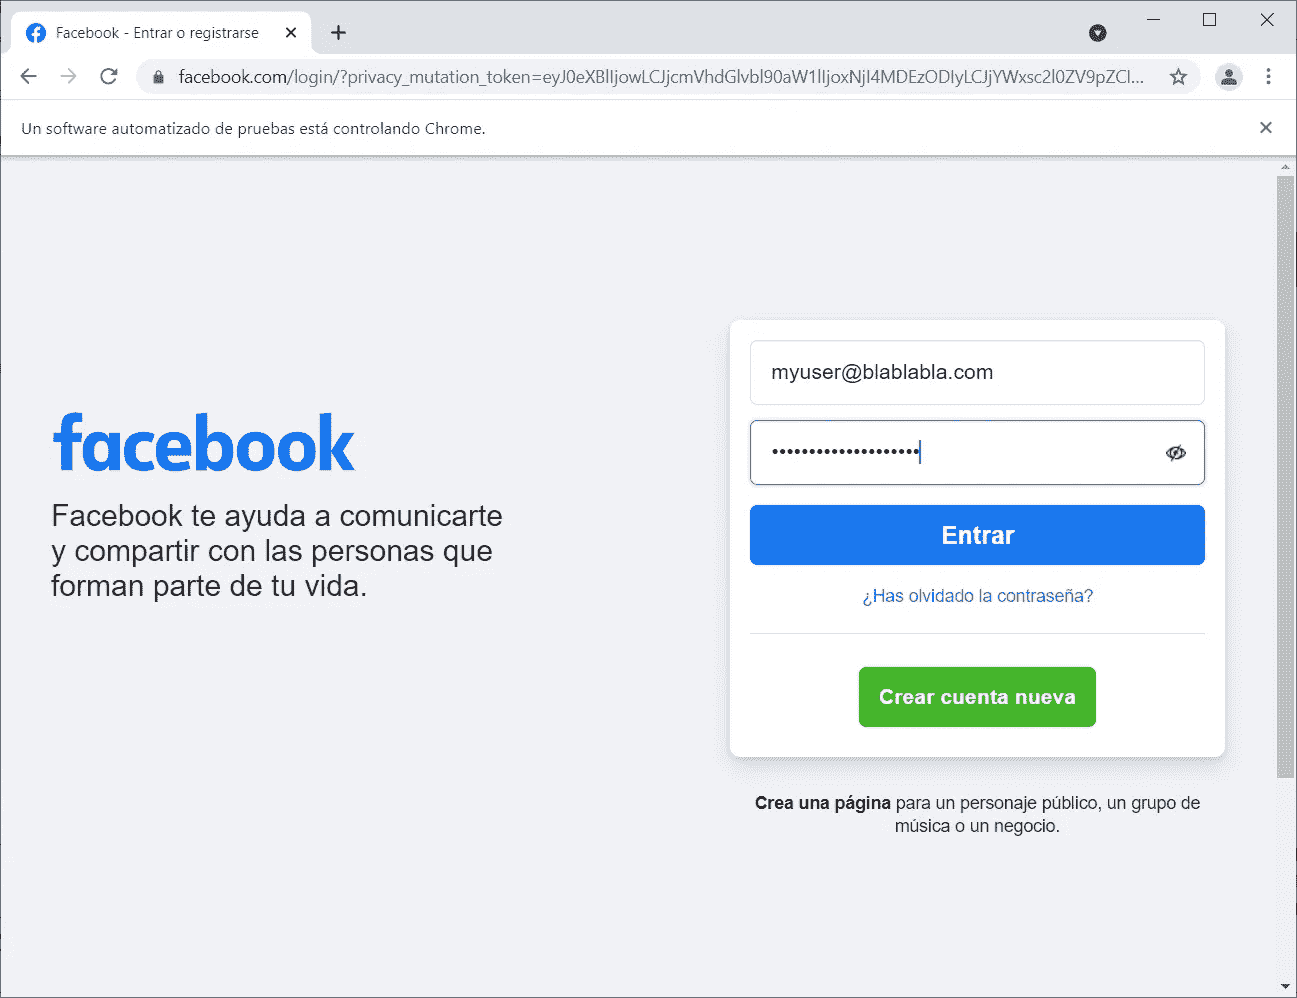 Facebook - Entrar o registrarse
facebook.com/login/?privacy_mutation_token=eyJ0eXBlIjowLCJjcmVhdGlvbl90aW1lIjoxNjI4MDEzODIyLCJjYWxsc2l0ZV9pZCI...
Un software automatizado de pruebas está controlando Chrome.
myuser@blablabla.com
facebook
Facebook te ayuda a comunicarte
y compartir con las personas que
forman parte de tu vida.
••••••••••••••••••••
Entrar
¿Has olvidado la contraseña?
Crear cuenta nueva
Crea una página para un personaje público, un grupo de
música o un negocio.